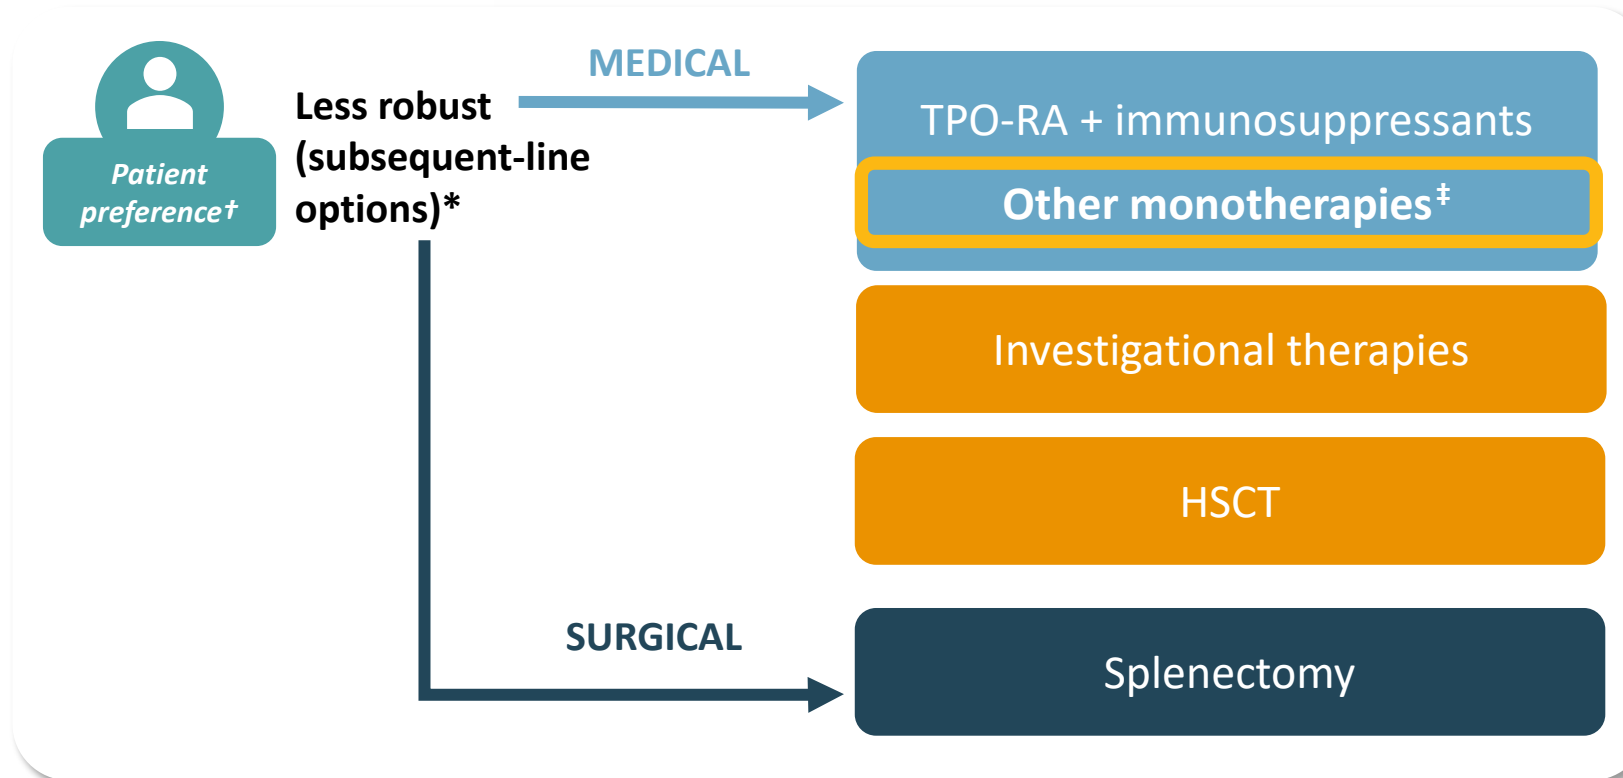 Patient
preference†
Less robust
(subsequent-line
options)*
MEDICAL
TPO-RA + immunosuppressants
Other monotherapies‡
Investigational therapies
HSCT
SURGICAL
Splenectomy